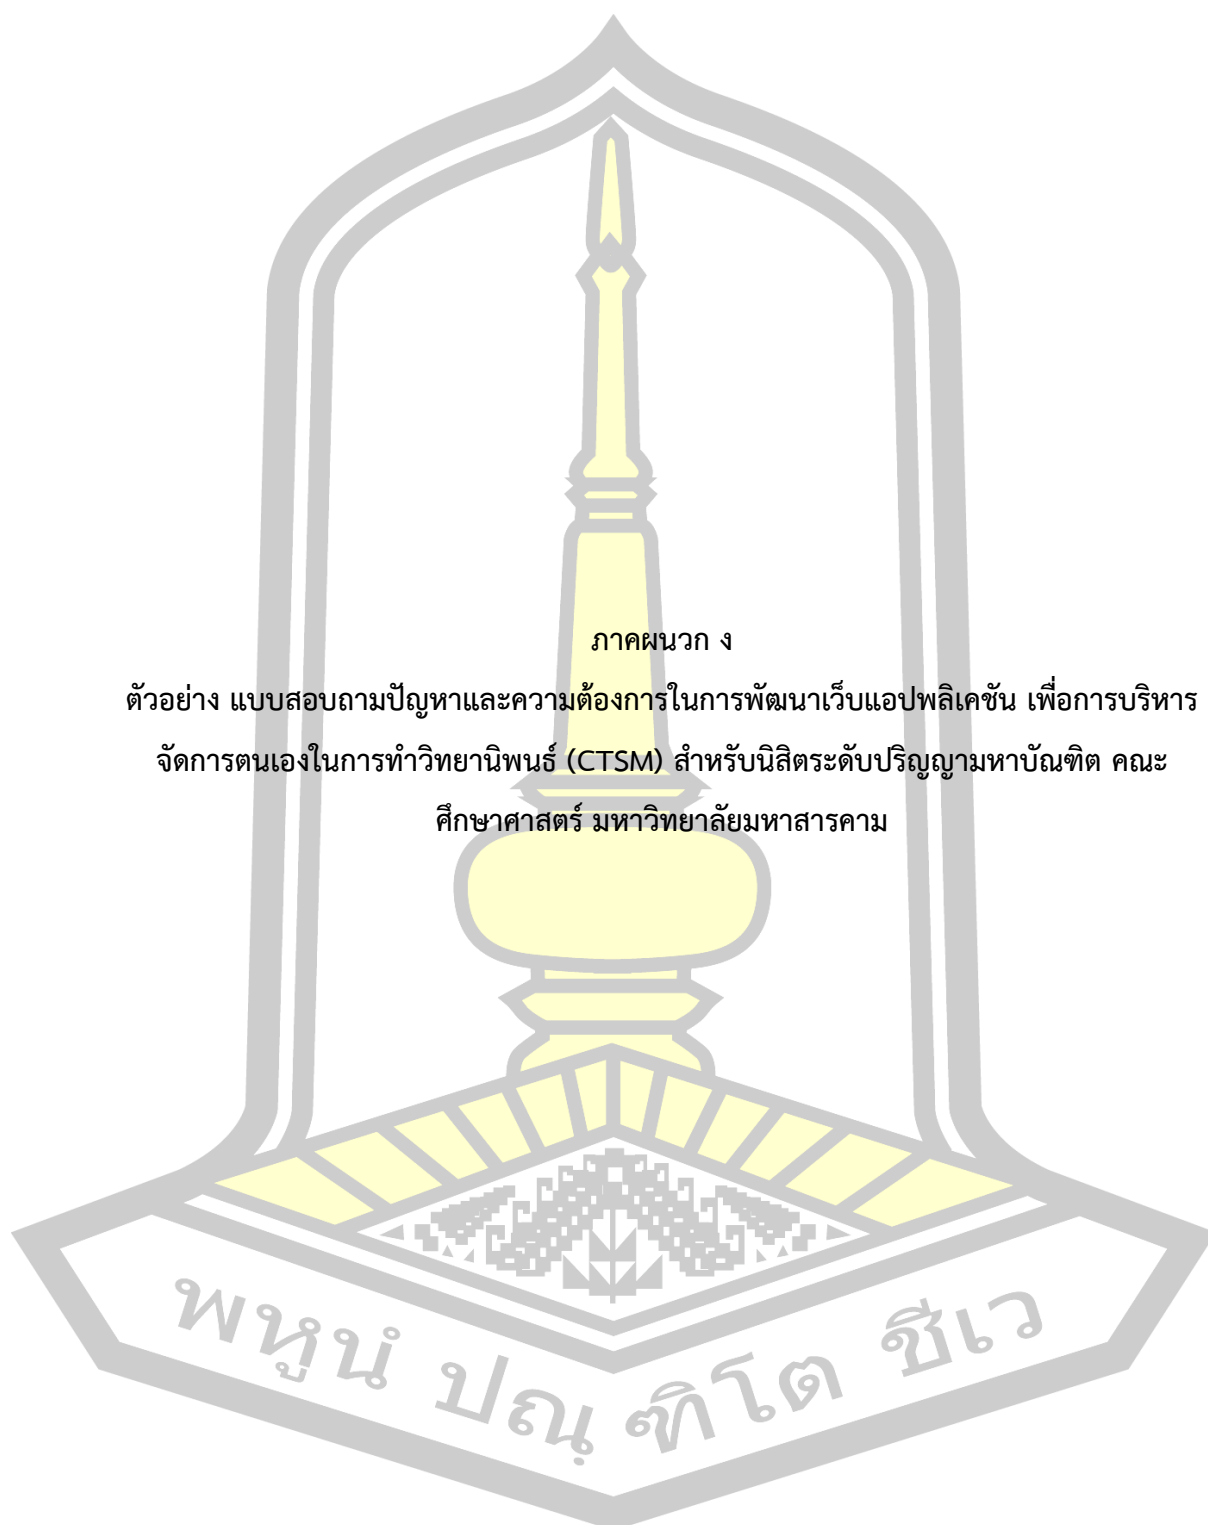 ภาคผนวก ง
ตัวอย่าง แบบสอบถามปัญหาและความต้องการในการพัฒนาเว็บแอปพลิเคชัน เพื่อการบริหาร
จัดการตนเองในการทำวิทยานิพนธ์ (CTSM) สำหรับนิสิตระดับปริญญามหาบัณฑิต คณะ
ศึกษาศาสตร์ มหาวิทยาลัยมหาสารคาม
พหูนํ ปณฺฑิโต ชีเว